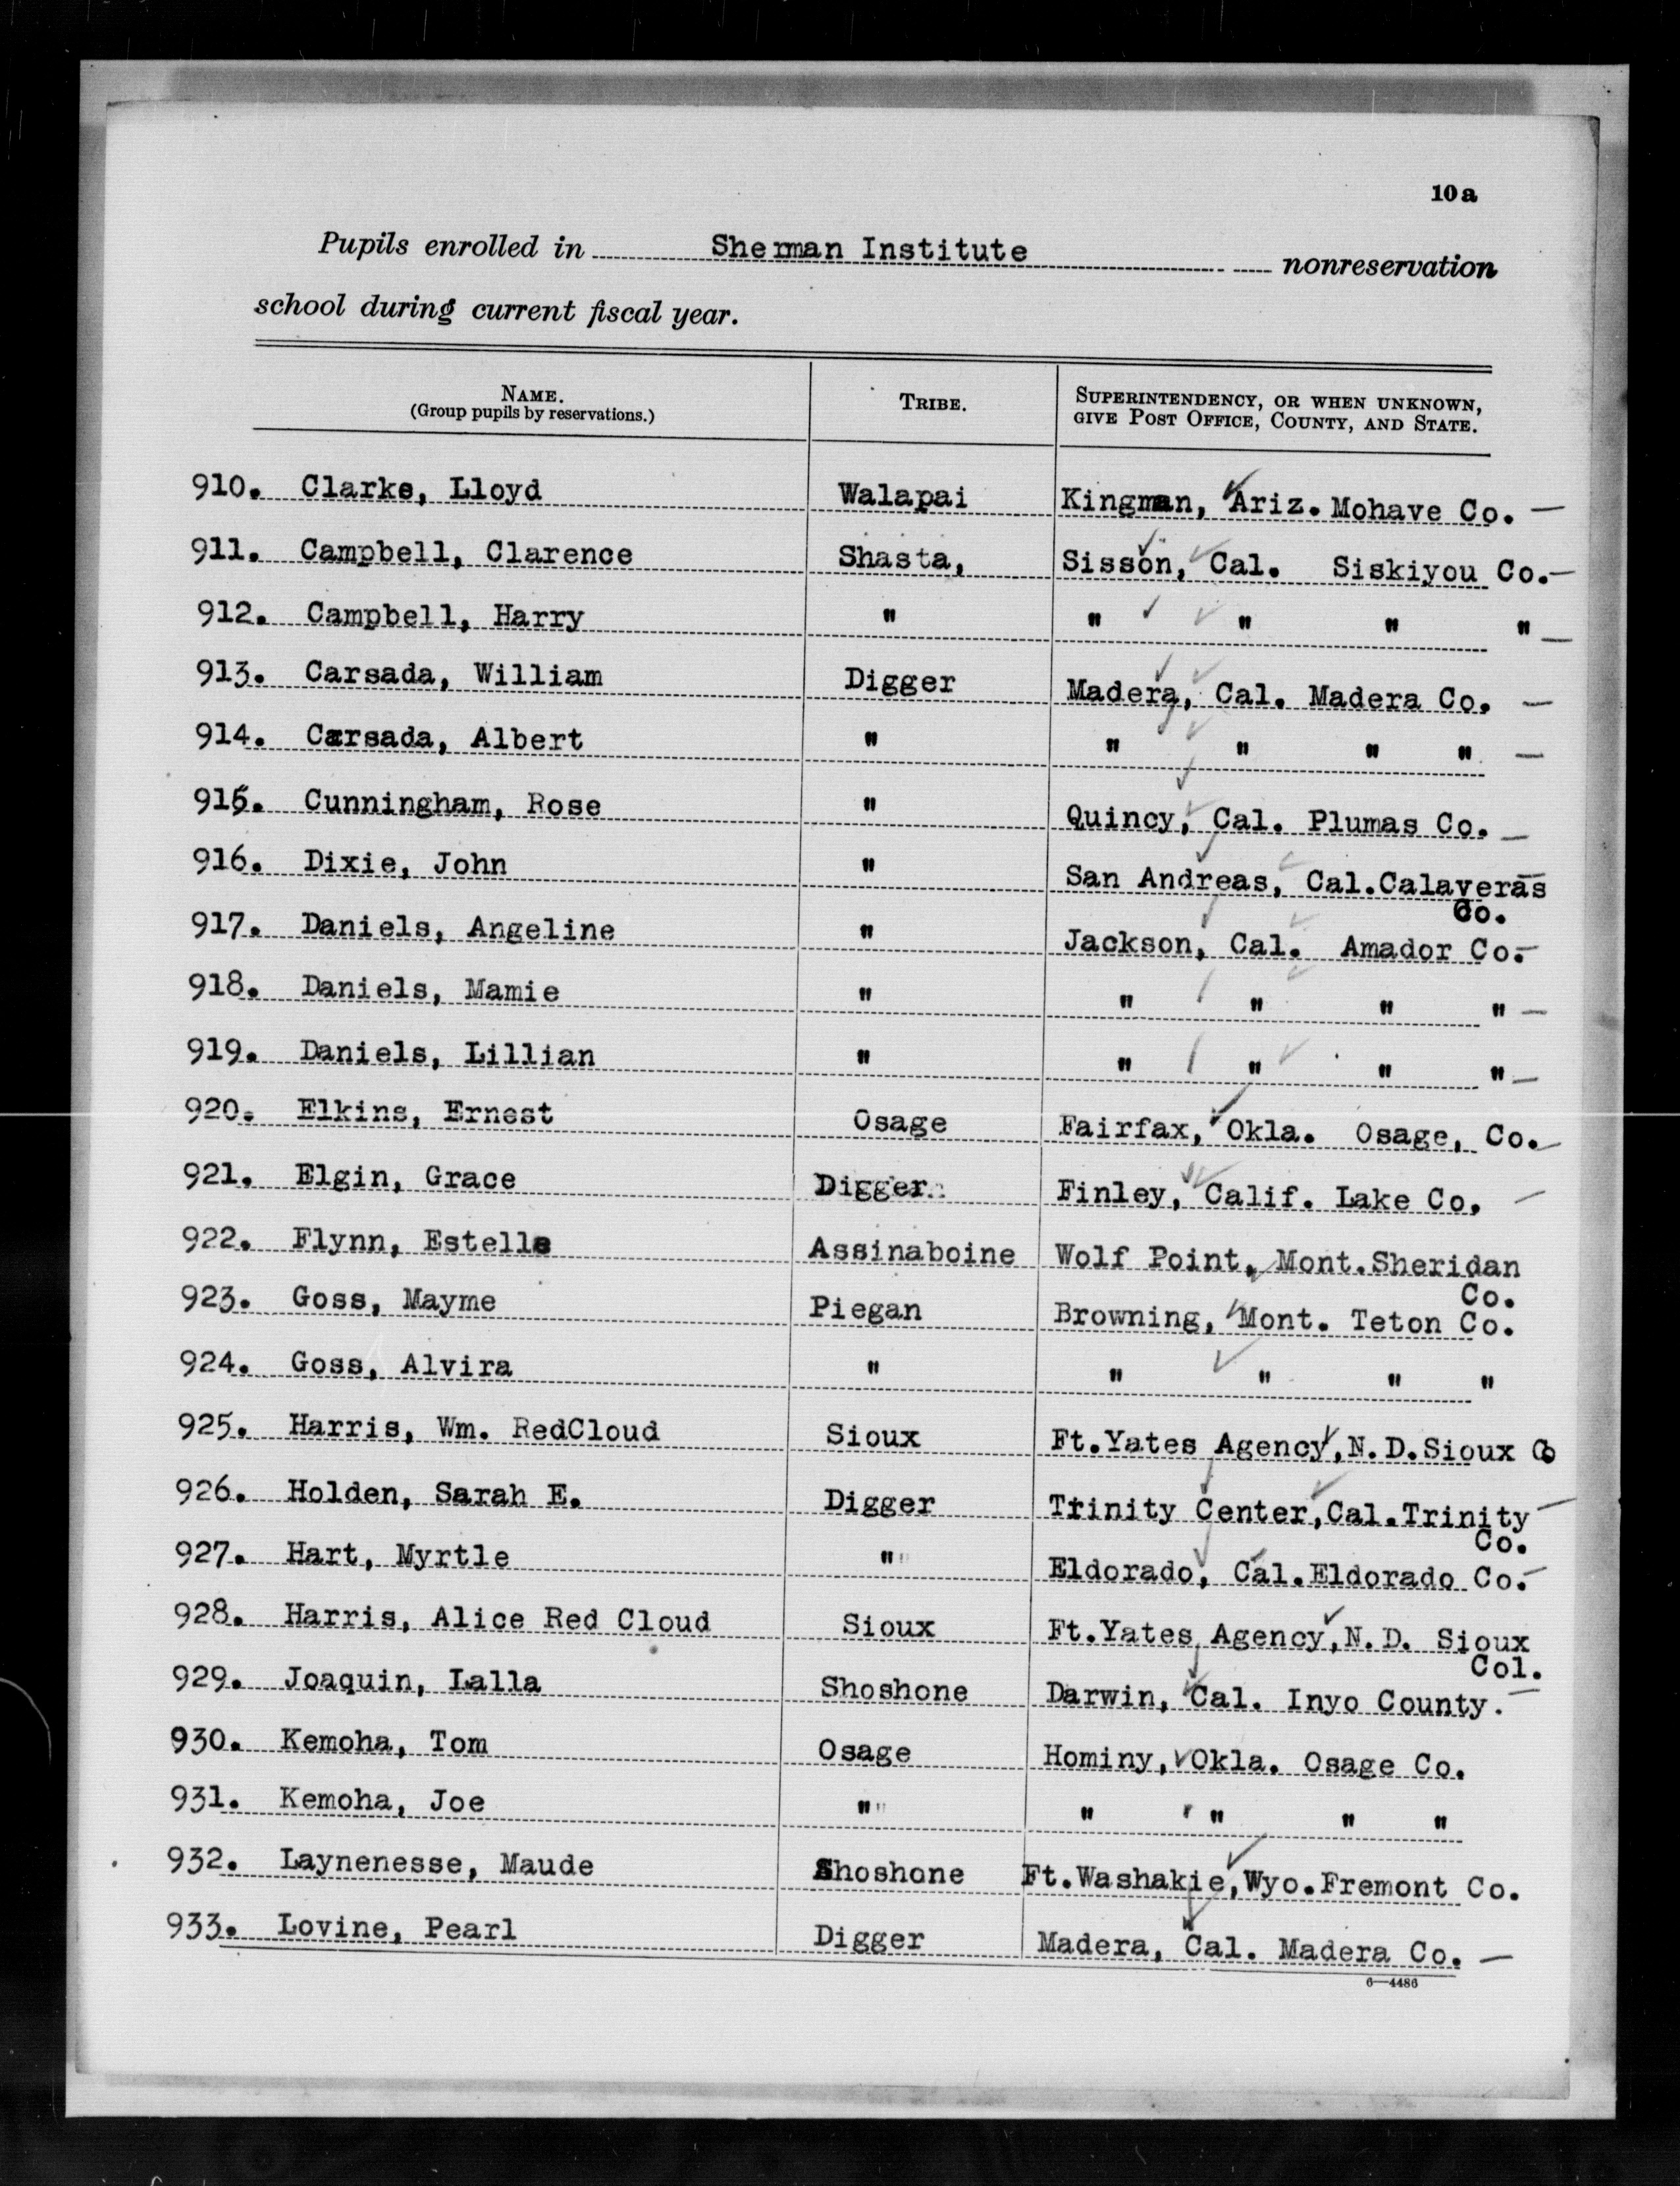 10a
Pupils enrolled in Sherman Institute nonreservation
school during current fiscal year.
NAME.
(Group pupils by reservations.)
TRIBE.
SUPERINTENDENCY, OR WHEN UNKNOWN,
GIVE POST OFFICE, COUNTY, AND STATE.
910. Clarke, Lloyd Walapai Kingman, Ariz. Mohave Co. —
911. Campbell, Clarence Shasta, Sisson, Cal. Siskiyou Co. —
912. Campbell, Harry " " " " " —
913. Carsada, William Digger Madera, Cal. Madera Co. —
914. Carsada, Albert " " " " " —
915. Cunningham, Rose " Quincy, Cal. Plumas Co. —
916. Dixie, John " San Andreas, Cal.Calaveras
Co.
917. Daniels, Angeline " Jackson, Cal. Amador Co. —
918. Daniels, Mamie " " " " " —
919. Daniels, Lillian " " " " " —
920. Elkins, Ernest Osage Fairfax, Okla. Osage, Co. —
921. Elgin, Grace Digger Finley, Calif. Lake Co. —
922. Flynn, Estelle Assinaboine Wolf Point, Mont.Sheridan
Co.
923. Goss, Mayme Piegan Browning, Mont. Teton Co.
924. Goss, Alvira " " " " "
925. Harris, Wm. RedCloud Sioux Ft.Yates Agency,N.D.Sioux Co
926. Holden, Sarah E. Digger Trinity Center,Cal.Trinity —
Co.
927. Hart, Myrtle " Eldorado, Cal.Eldorado Co. —
928. Harris, Alice Red Cloud Sioux Ft.Yates Agency,N.D. Sioux
Col.
929. Joaquin, Lalla Shoshone Darwin, Cal. Inyo County. —
930. Kemoha, Tom Osage Hominy, Okla. Osage Co.
931. Kemoha, Joe " " " " "
932. Laynenesse, Maude Shoshone Ft.Washakie,Wyo.Fremont Co.
933. Lovine, Pearl Digger Madera, Cal. Madera Co. —
6—4486